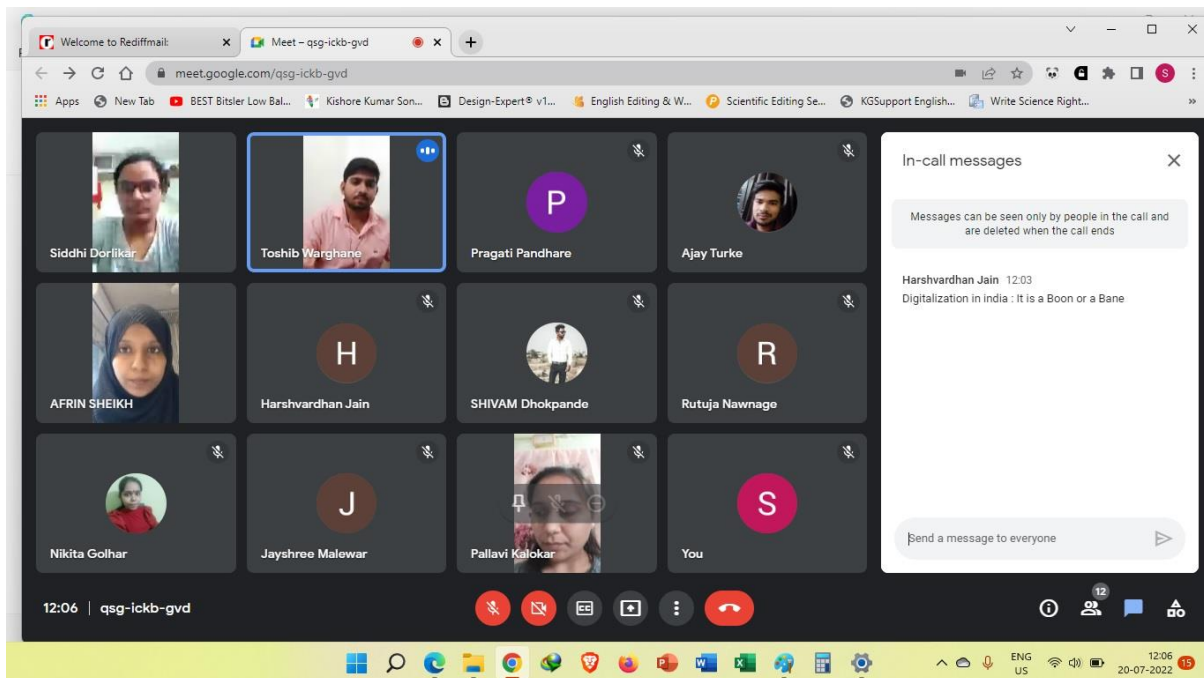 Welcome to Rediffmail:
Meet – qsg-ickb-gvd
meet.google.com/qsg-ickb-gvd
S
Apps
New Tab
BEST Bitsler Low Bal...
Kishore Kumar Son...
Design-Expert® v1...
English Editing & W...
Scientific Editing Se...
KGSupport English...
Write Science Right...
»
Siddhi Dorlikar
Toshib Warghane
P
Pragati Pandhare
Ajay Turke
AFRIN SHEIKH
H
Harshvardhan Jain
SHIVAM Dhokpande
R
Rutuja Nawnage
Nikita Golhar
J
Jayshree Malewar
Pallavi Kalokar
S
You
In-call messages
Messages can be seen only by people in the call and
are deleted when the call ends
Harshvardhan Jain 12:03
Digitalization in india : It is a Boon or a Bane
Send a message to everyone
12:06 | qsg-ickb-gvd
CC
12
ENG
US
12:06
20-07-2022
15